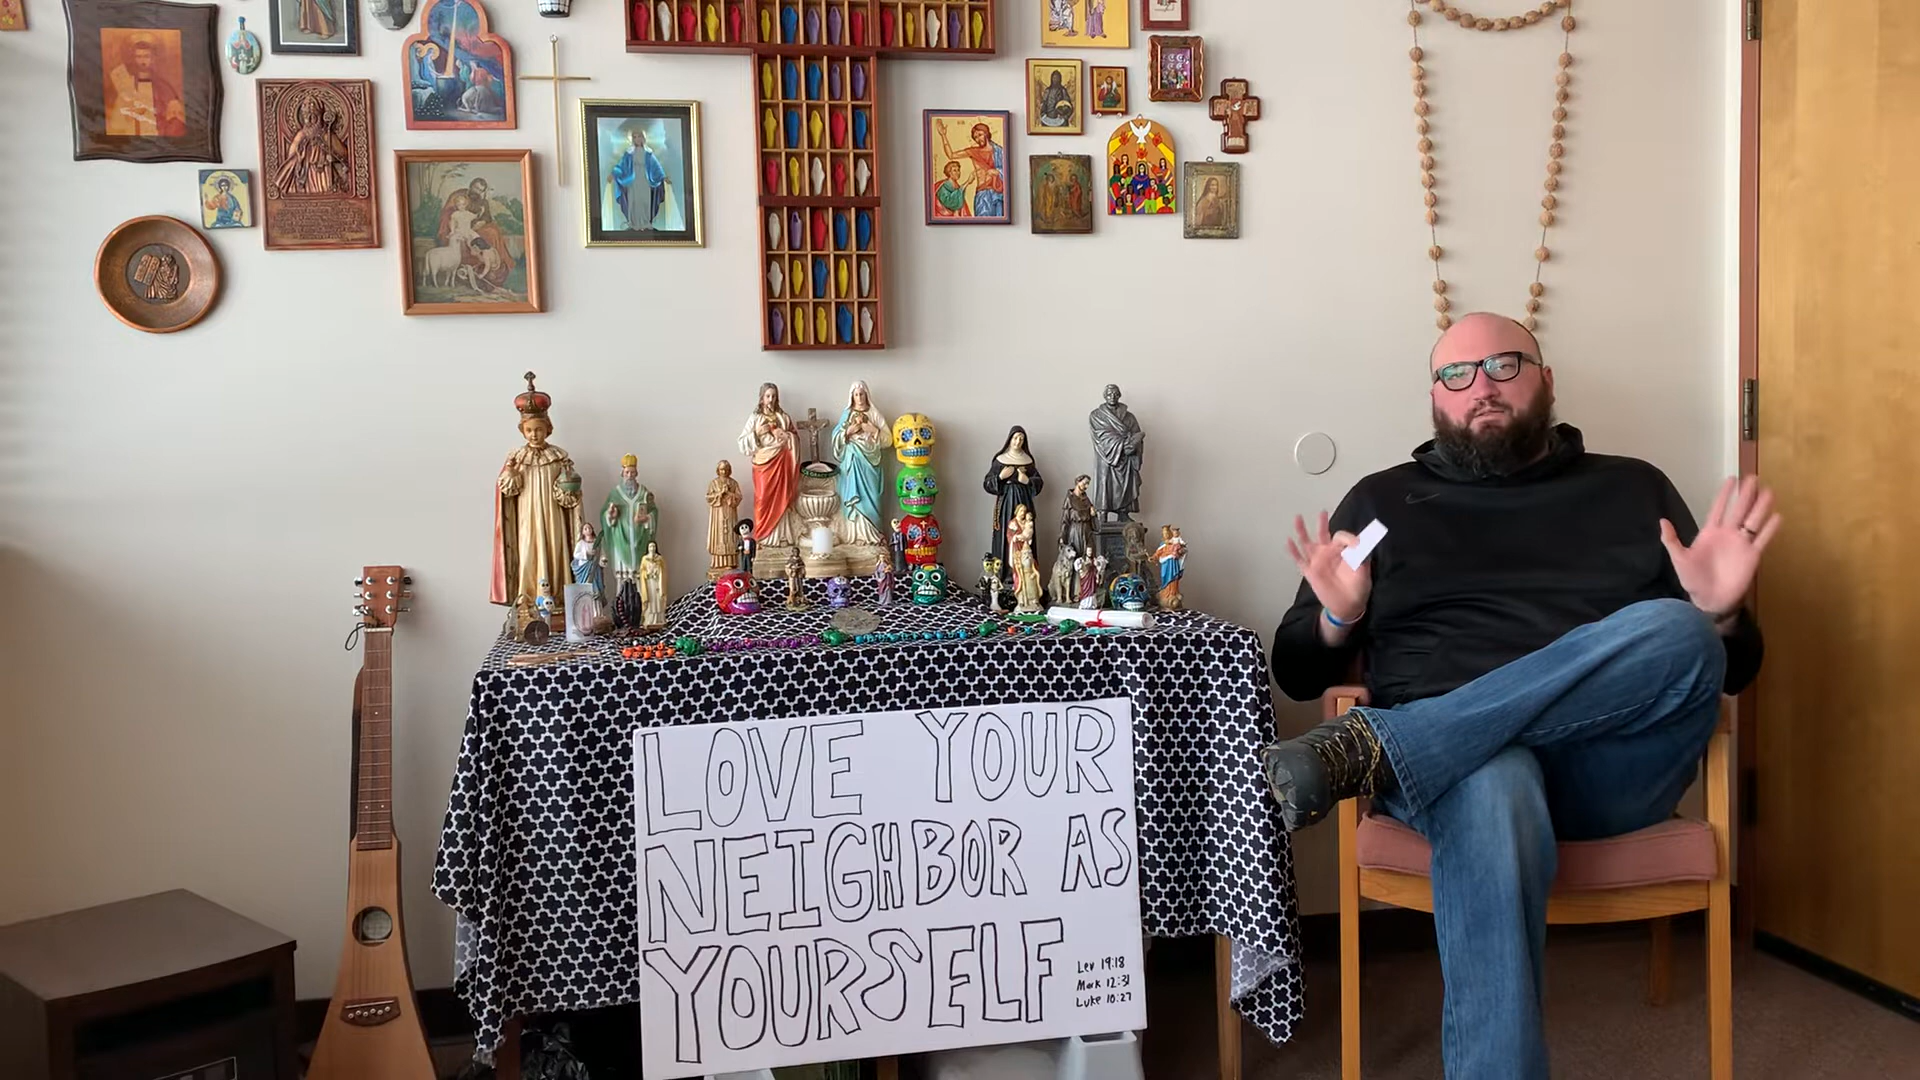 LOVE YOUR
NEIGHBOR AS
YOURSELF
Lev 19:18
Mark 12:31
Luke 10:27